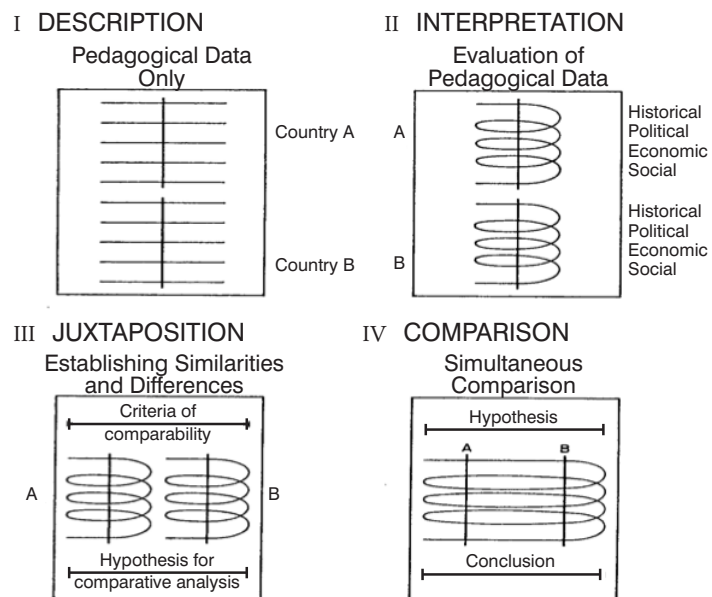 I DESCRIPTION
Pedagogical Data
Only
Country A
Country B
II INTERPRETATION
Evaluation of
Pedagogical Data
A
Historical
Political
Economic
Social
B
Historical
Political
Economic
Social
III JUXTAPOSITION
Establishing Similarities
and Differences
Criteria of
comparability
A
B
Hypothesis for
comparative analysis
IV COMPARISON
Simultaneous
Comparison
Hypothesis
A B
Conclusion